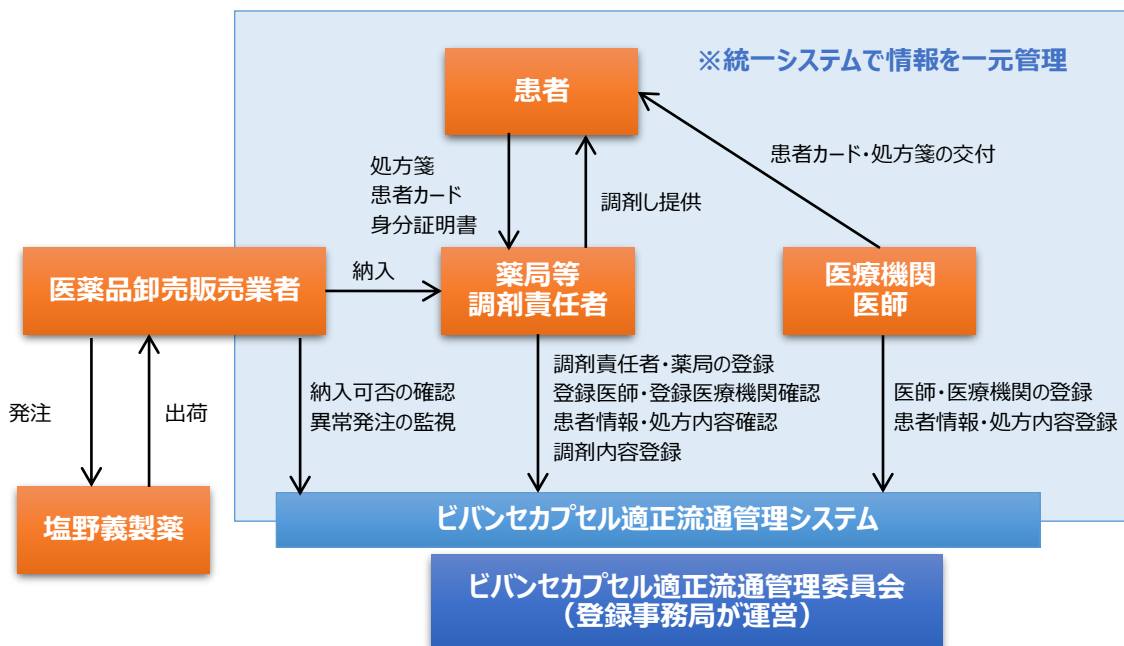 ※統一システムで情報を一元管理
患者
患者カード・処方箋の交付
処方箋
患者カード
身分証明書
調剤し提供
医薬品卸売販売業者
納入
薬局等
調剤責任者
医療機関
医師
発注
出荷
納入可否の確認
異常発注の監視
調剤責任者・薬局の登録
登録医師・登録医療機関確認
患者情報・処方内容確認
調剤内容登録
医師・医療機関の登録
患者情報・処方内容登録
塩野義製薬
ビバンセカプセル適正流通管理システム
ビバンセカプセル適正流通管理委員会
（登録事務局が運営）